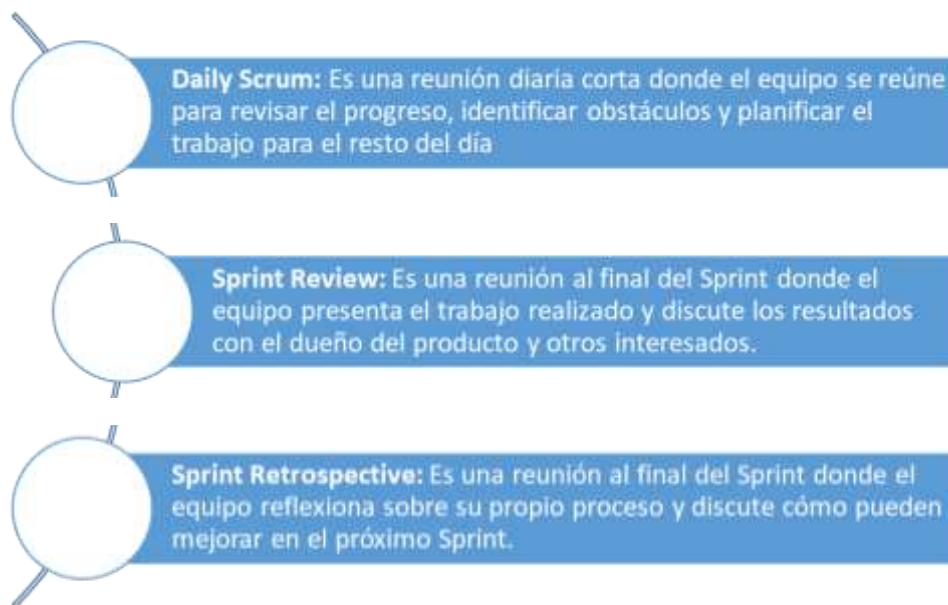 Daily Scrum: Es una reunión diaria corta donde el equipo se reúne
para revisar el progreso, identificar obstáculos y planificar el
trabajo para el resto del día
Sprint Review: Es una reunión al final del Sprint donde el
equipo presenta el trabajo realizado y discute los resultados
con el dueño del producto y otros interesados.
Sprint Retrospective: Es una reunión al final del Sprint donde el
equipo reflexiona sobre su propio proceso y discute cómo pueden
mejorar en el próximo Sprint.